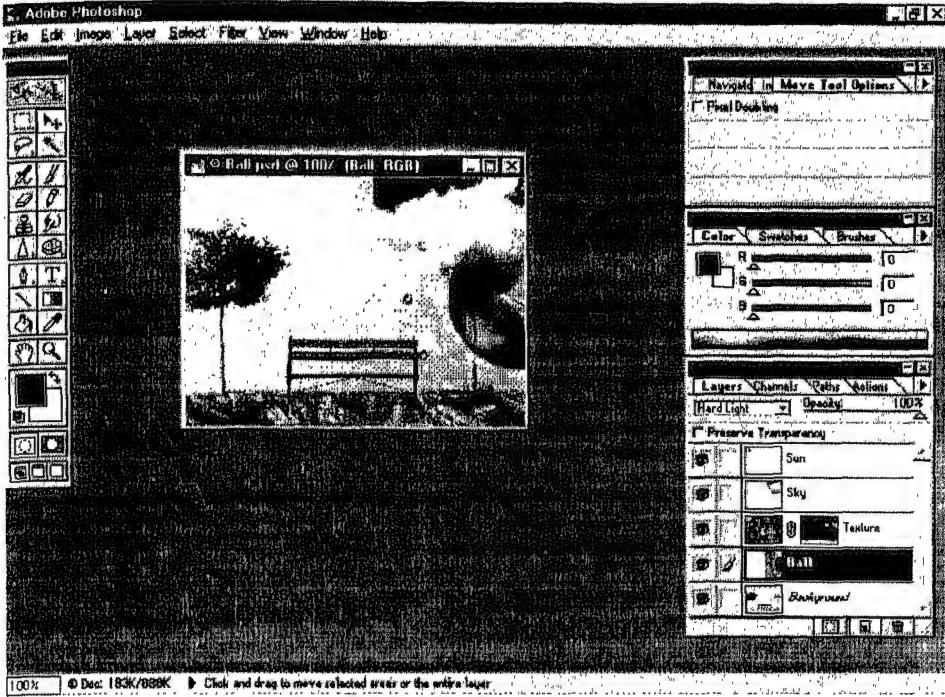 Adobe Photoshop
File Edit Image Layer Select Filter View Window Help
Navigate In Move Tool Options
Pixel Doubling
Ball.psd @ 100% (Ball, RGB)
Color Swatches Brushes
R 0
G 0
B 0
Layers Channels Paths Actions
Hard Light Opacity: 100%
Preserve Transparency
Sun
Sky
Texture
Ball
Background
100% Doc: 183K/888K Click and drag to move selected areas or the entire layer